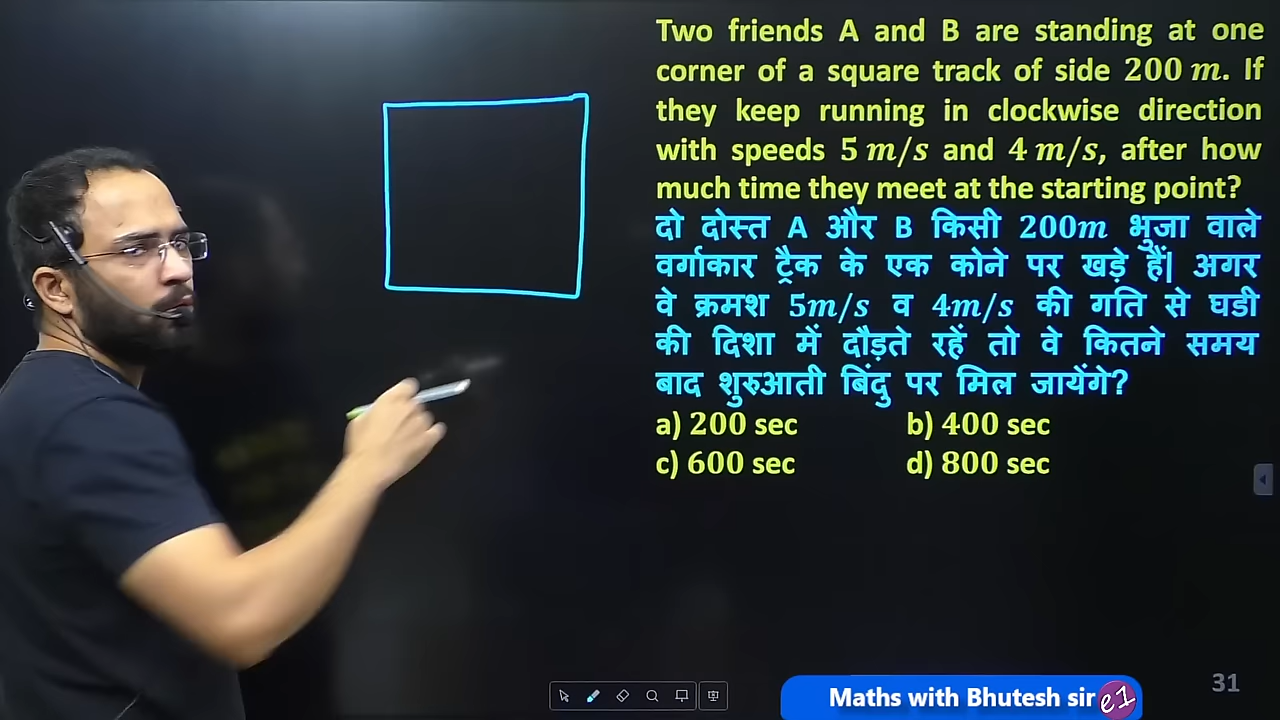 Two friends A and B are standing at one
corner of a square track of side 200 m. If
they keep running in clockwise direction
with speeds 5 m/s and 4 m/s, after how
much time they meet at the starting point?
दो दोस्त A और B किसी 200m भुजा वाले
वर्गाकार ट्रैक के एक कोने पर खड़े हैं| अगर
वे क्रमश 5m/s व 4m/s की गति से घडी
की दिशा में दौड़ते रहें तो वे कितने समय
बाद शुरुआती बिंदु पर मिल जायेंगे?
a) 200 sec b) 400 sec
c) 600 sec d) 800 sec
Maths with Bhutesh sir e1
31